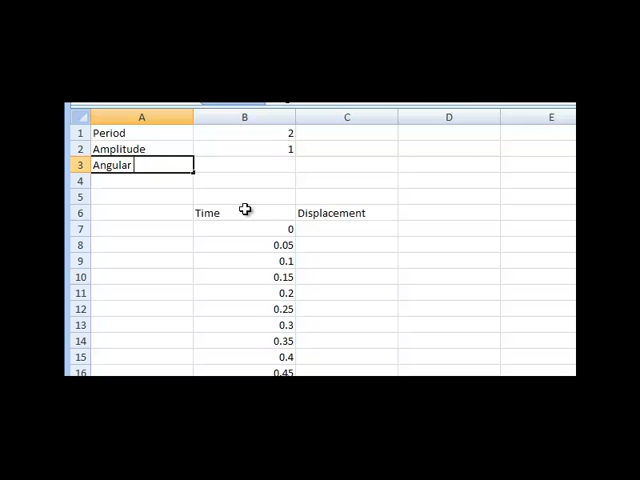 A B C D E
1 Period 2
2 Amplitude 1
3 Angular
4
5
6 Time Displacement
7 0
8 0.05
9 0.1
10 0.15
11 0.2
12 0.25
13 0.3
14 0.35
15 0.4
16 0.45